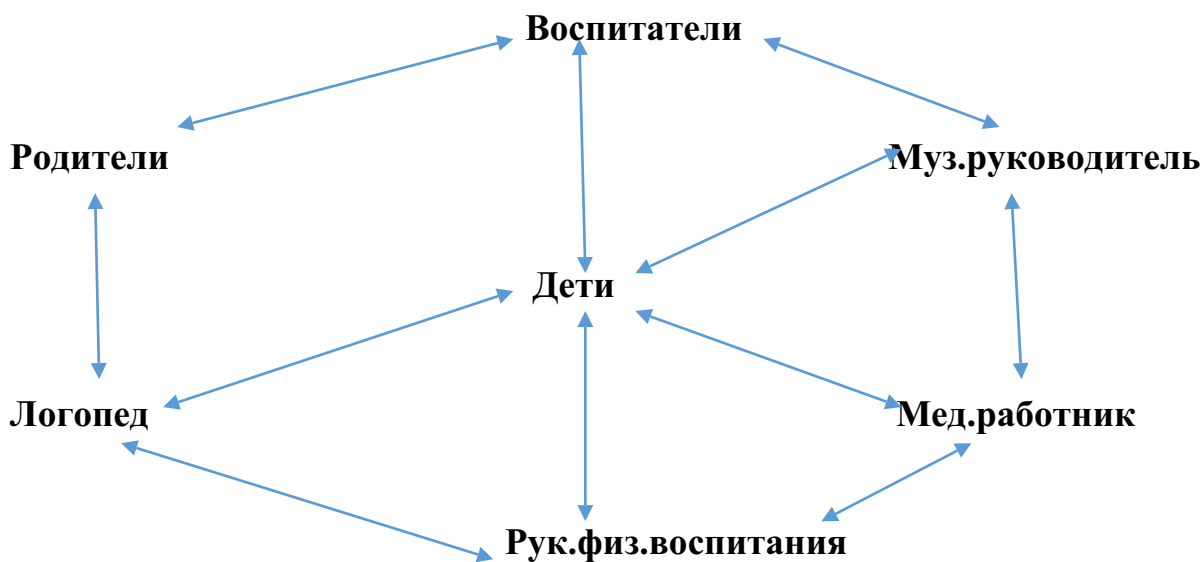 Воспитатели
Родители
Муз.руководитель
Дети
Логопед
Мед.работник
Рук.физ.воспитания